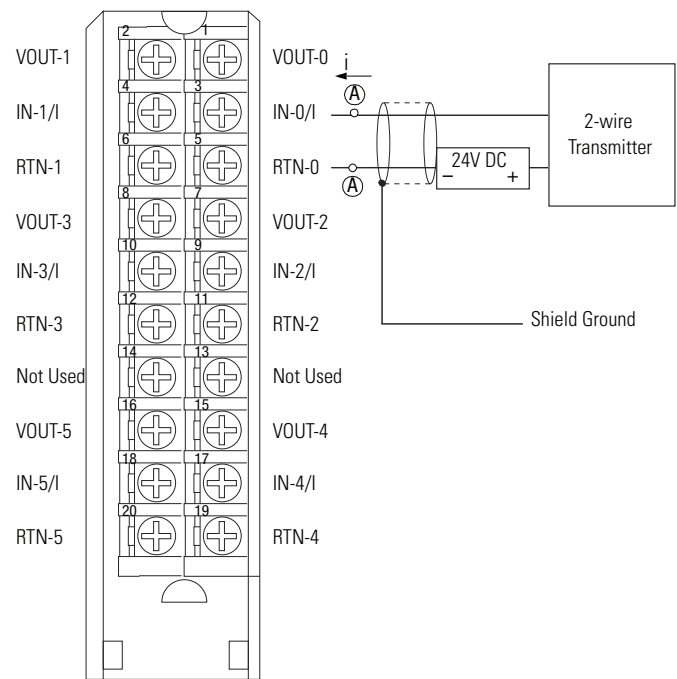 2 1
VOUT-1 VOUT-0 i
4 3 A
IN-1/I IN-0/I 2-wire
Transmitter
6 5
RTN-1 RTN-0 24V DC
− +
A
8 7
VOUT-3 VOUT-2
10 9
IN-3/I IN-2/I
12 11
RTN-3 RTN-2 Shield Ground
14 13
Not Used Not Used
16 15
VOUT-5 VOUT-4
18 17
IN-5/I IN-4/I
20 19
RTN-5 RTN-4